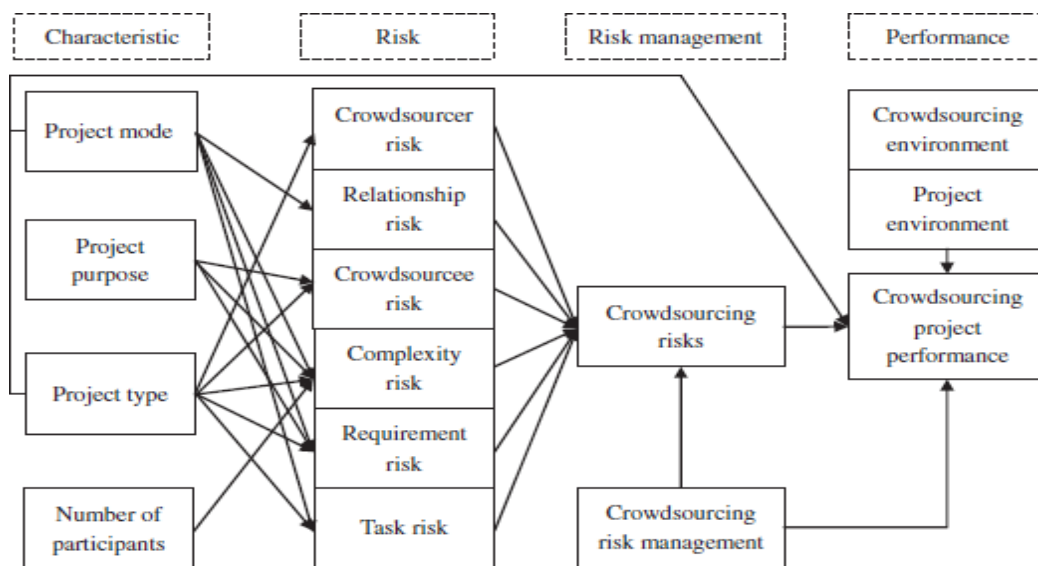 Characteristic
Risk
Risk management
Performance
Project mode
Project
purpose
Project type
Number of
participants
Crowdsourcer
risk
Relationship
risk
Crowdsourcee
risk
Complexity
risk
Requirement
risk
Task risk
Crowdsourcing
risks
Crowdsourcing
risk management
Crowdsourcing
environment
Project
environment
Crowdsourcing
project
performance